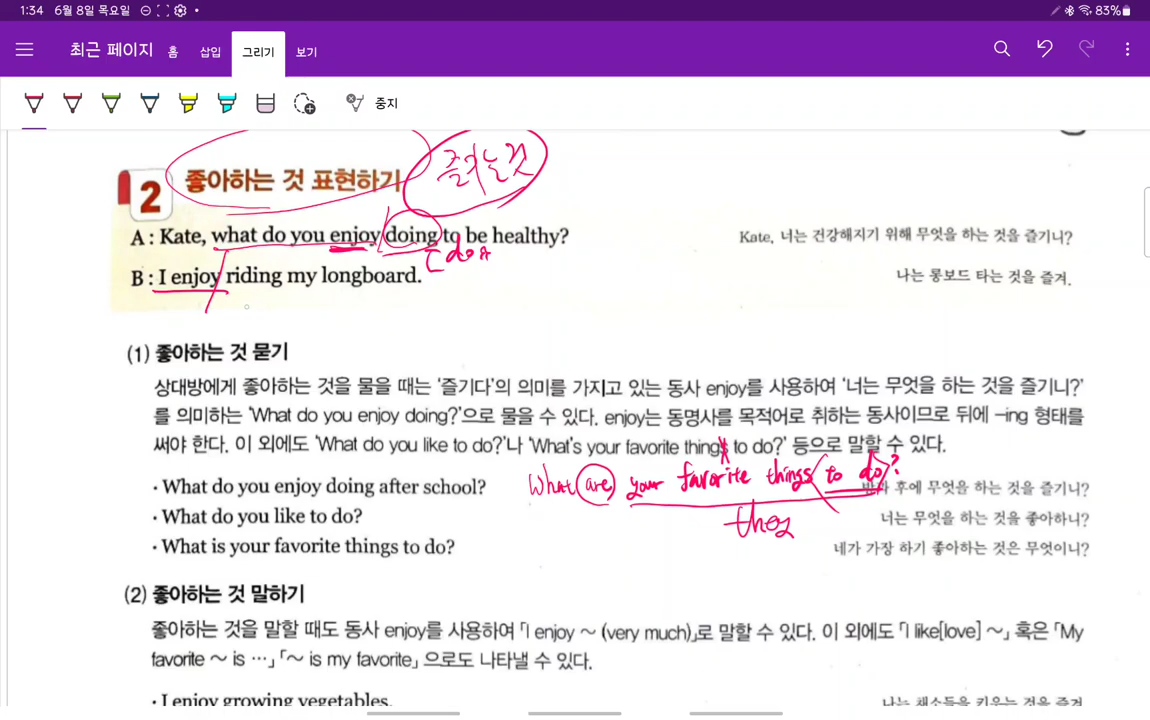 1:34 6월 8일 목요일 83%
최근 페이지 홈 삽입 그리기 보기
중지
즐기는것
2 좋아하는 것 표현하기
A : Kate, what do you enjoy doing to be healthy? Kate, 너는 건강해지기 위해 무엇을 하는 것을 즐기니?
B : I enjoy riding my longboard. 나는 롱보드 타는 것을 즐겨.
(1) 좋아하는 것 묻기
상대방에게 좋아하는 것을 물을 때는 ‘즐기다’의 의미를 가지고 있는 동사 enjoy를 사용하여 ‘너는 무엇을 하는 것을 즐기니?’
를 의미하는 ‘What do you enjoy doing?’으로 물을 수 있다. enjoy는 동명사를 목적어로 취하는 동사이므로 뒤에 –ing 형태를
써야 한다. 이 외에도 ‘What do you like to do?’나 ‘What’s your favorite things to do?’ 등으로 말할 수 있다.
What are your favorite things to do?
they
· What do you enjoy doing after school? 방과 후에 무엇을 하는 것을 즐기니?
· What do you like to do? 너는 무엇을 하는 것을 좋아하니?
· What is your favorite things to do? 네가 가장 하기 좋아하는 것은 무엇이니?
(2) 좋아하는 것 말하기
좋아하는 것을 말할 때도 동사 enjoy를 사용하여 「I enjoy ~ (very much)」로 말할 수 있다. 이 외에도 「I like[love] ~」 혹은 「My
favorite ~ is …」 「~ is my favorite」 으로도 나타낼 수 있다.
· I enjoy growing vegetables. 나는 채소들을 키우는 것을 즐겨